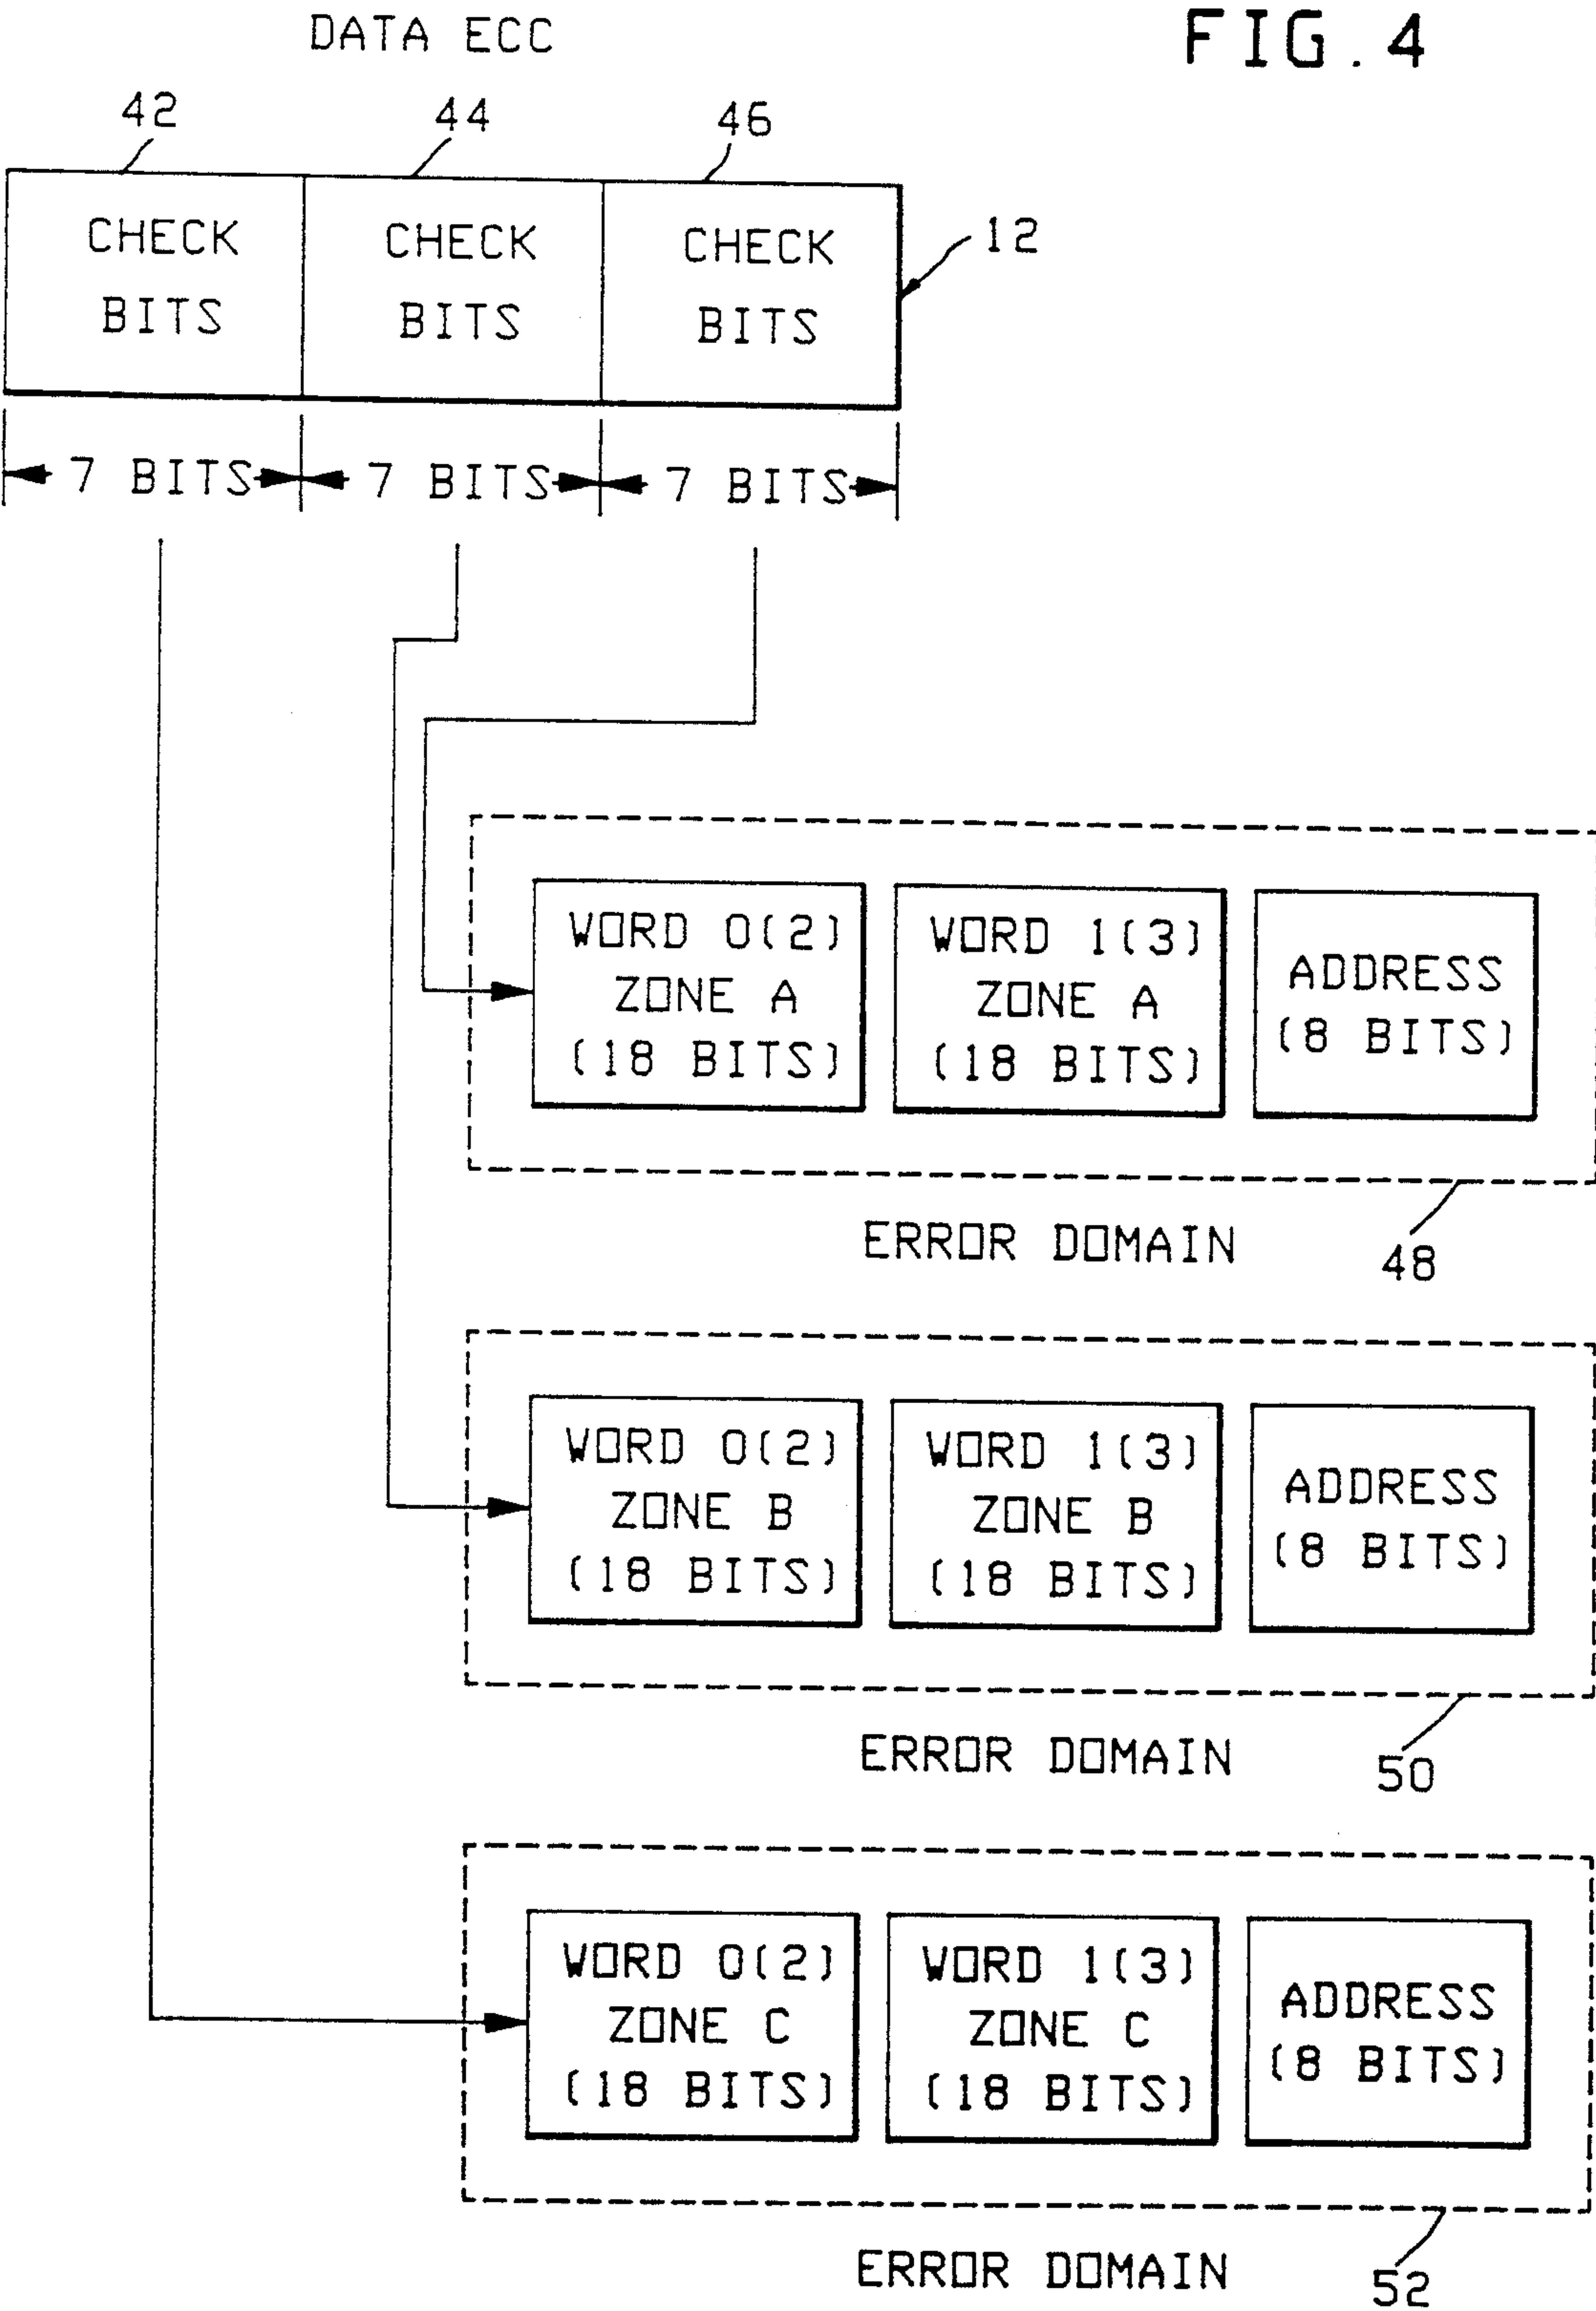 DATA ECC
FIG. 4
42 44 46
CHECK BITS
CHECK BITS
CHECK BITS
12
7 BITS 7 BITS 7 BITS
WORD 0(2)
ZONE A
(18 BITS)
WORD 1(3)
ZONE A
(18 BITS)
ADDRESS
(8 BITS)
ERROR DOMAIN
48
WORD 0(2)
ZONE B
(18 BITS)
WORD 1(3)
ZONE B
(18 BITS)
ADDRESS
(8 BITS)
ERROR DOMAIN
50
WORD 0(2)
ZONE C
(18 BITS)
WORD 1(3)
ZONE C
(18 BITS)
ADDRESS
(8 BITS)
ERROR DOMAIN
52